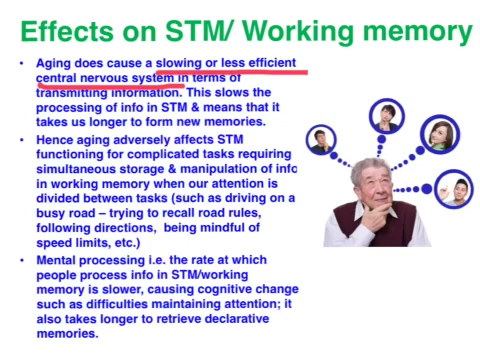 Effects on STM/ Working memory
• Aging does cause a slowing or less efficient
central nervous system in terms of
transmitting information. This slows the
processing of info in STM & means that it
takes us longer to form new memories.
• Hence aging adversely affects STM
functioning for complicated tasks requiring
simultaneous storage & manipulation of info
in working memory when our attention is
divided between tasks (such as driving on a
busy road – trying to recall road rules,
following directions, being mindful of
speed limits, etc.)
• Mental processing i.e. the rate at which
people process info in STM/working
memory is slower, causing cognitive change
such as difficulties maintaining attention; it
also takes longer to retrieve declarative
memories.